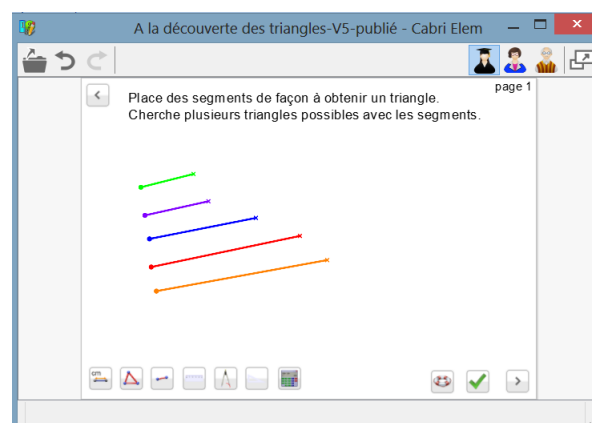 A la découverte des triangles-V5-publié - Cabri Elem
page 1
Place des segments de façon à obtenir un triangle.
Cherche plusieurs triangles possibles avec les segments.
cm